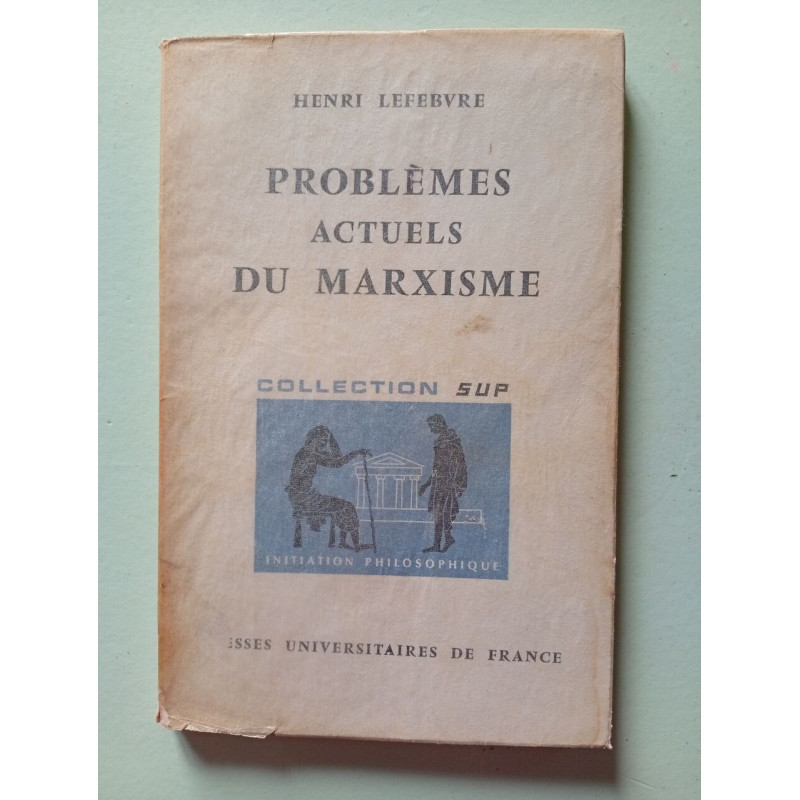 HENRI LEFEBVRE
PROBLÈMES
ACTUELS
DU MARXISME
COLLECTION SUP
INITIATION PHILOSOPHIQUE
ESSES UNIVERSITAIRES DE FRANCE